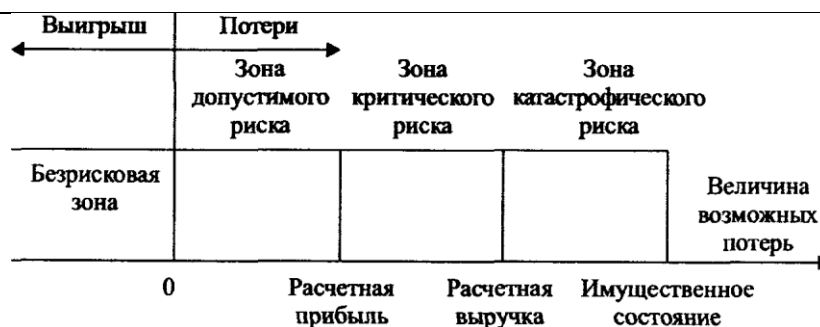 Выигрыш Потери
Зона Зона Зона
допустимого критического катастрофического
риска риска риска
Безрисковая
зона
Величина
возможных
потерь
0 Расчетная Расчетная Имущественное
прибыль выручка состояние